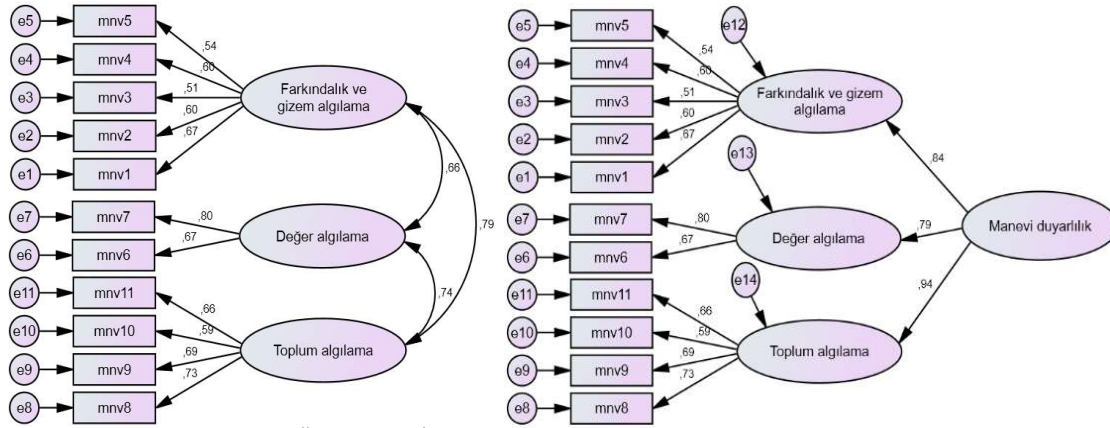 e5
mnv5
,54
e4
mnv4
,60
e3
mnv3
,51
e2
mnv2
,60
e1
mnv1
,67
Farkındalık ve
gizem algılama
,66
,79
e7
mnv7
,80
e6
mnv6
,67
Değer algılama
,74
e11
mnv11
,66
e10
mnv10
,59
e9
mnv9
,69
e8
mnv8
,73
Toplum algılama
e12
e5
mnv5
,54
e4
mnv4
,60
e3
mnv3
,51
e2
mnv2
,60
e1
mnv1
,67
Farkındalık ve gizem
algılama
,84
e13
e7
mnv7
,80
e6
mnv6
,67
Değer algılama
,79
Manevi duyarlılık
e14
e11
mnv11
,66
e10
mnv10
,59
e9
mnv9
,69
e8
mnv8
,73
Toplum algılama
,94